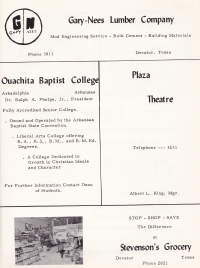 G N
GARY NEES
Gary-Nees Lumber Company
Mud Engineering Service - Bulk Cement - Building Materials
Phone 3811
Decatur, Texas
Ouachita Baptist College
Arkadelphia Arkansas
Dr. Ralph A. Phelps, Jr., President
Fully Accredited Senior College.
. Owned and Operated by the Arkansas
Baptist State Convention.
. Liberal Arts College offering
B.A., B.S., B.M., and B.M.Ed.
Degrees.
. A College Dedicated to
Growth in Christian Ideals
and Character
For Further Information Contact Dean
of Students.
Plaza
Theatre
Telephone --- 3211
Albert L. King, Mgr.
STOP - SHOP - SAVE
The Difference
at
Stevenson's Grocery
Decatur Texas
Phone 2821